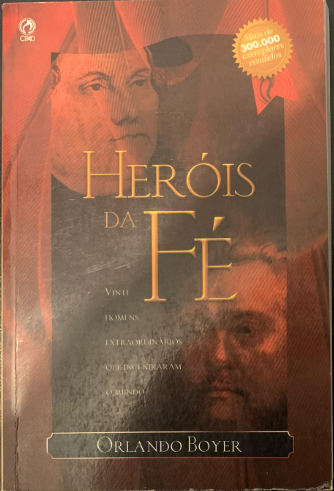 CPAD
Mais de
300.000
exemplares
vendidos
HERÓIS
DA
FÉ
VINTE
HOMENS
EXTRAORDINÁRIOS
QUE INCENDIARAM
O MUNDO
ORLANDO BOYER